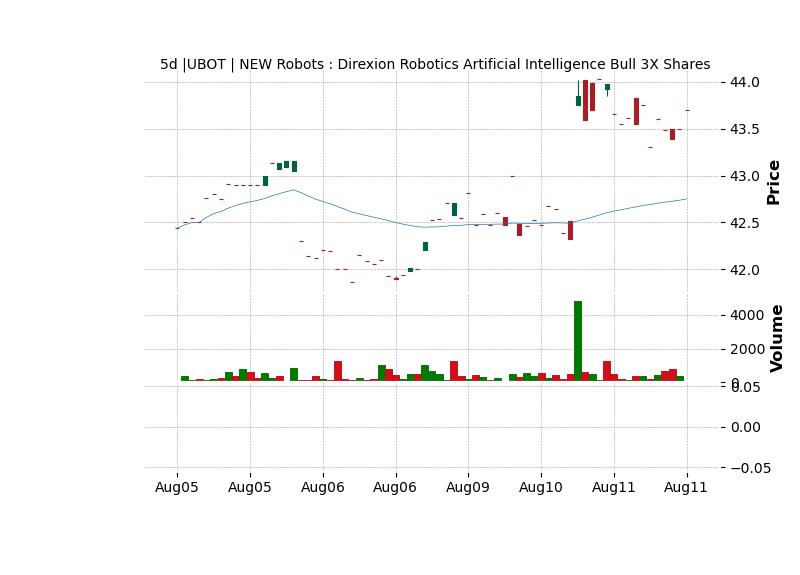 5d |UBOT | NEW Robots : Direxion Robotics Artificial Intelligence Bull 3X Shares
44.0
43.5
43.0
42.5
42.0
Price
4000
2000
0
Volume
0.05
0.00
−0.05
Aug05 Aug05 Aug06 Aug06 Aug09 Aug10 Aug11 Aug11